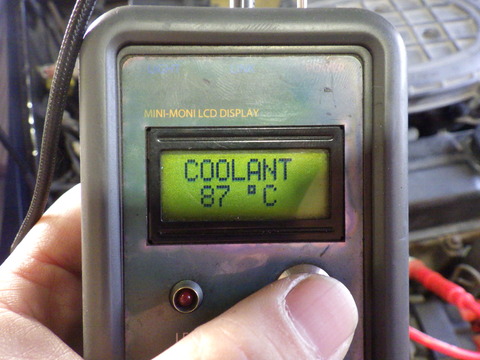 MINI-MONI LCD DISPLAY
COOLANT
87 °C